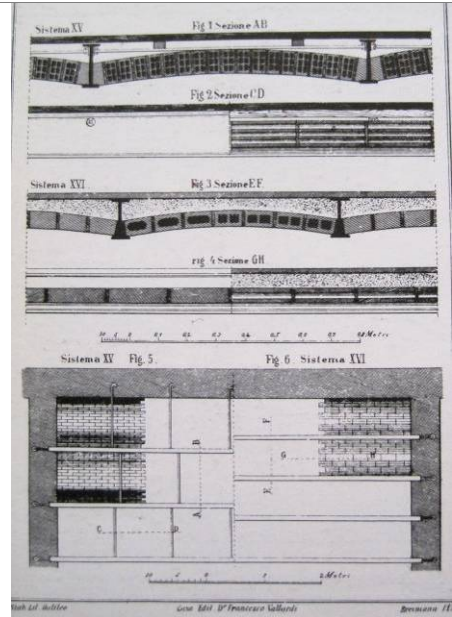 Sistema XV Fig 1 Sezione AB
Fig 2 Sezione CD
E
Sistema XVI Fig 3 Sezione EF
Fig 4 Sezione GH
Sistema XV Fig. 5. Fig. 6 Sistema XVI
B
F
G H
E
A
C D
2 Metri
Casa Edit. Dr Francesco Vallardi